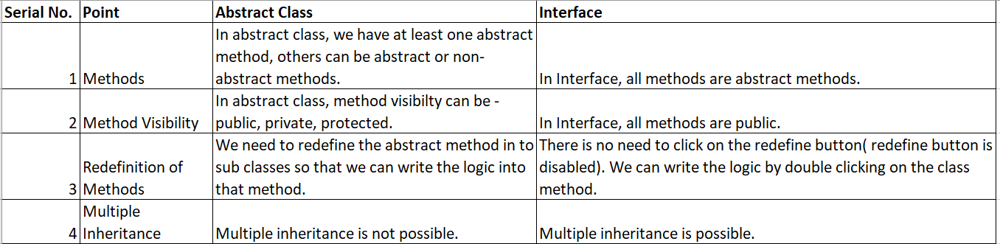 Serial No. Point Abstract Class Interface
In abstract class, we have at least one abstract
method, others can be abstract or non-
1 Methods abstract methods. In Interface, all methods are abstract methods.
In abstract class, method visibilty can be -
2 Method Visibility public, private, protected. In Interface, all methods are public.
We need to redefine the abstract method in to There is no need to click on the redefine button( redefine button is
Redefinition of sub classes so that we can write the logic into disabled). We can write the logic by double clicking on the class
3 Methods that method. method.
Multiple
4 Inheritance Multiple inheritance is not possible. Multiple inheritance is possible.